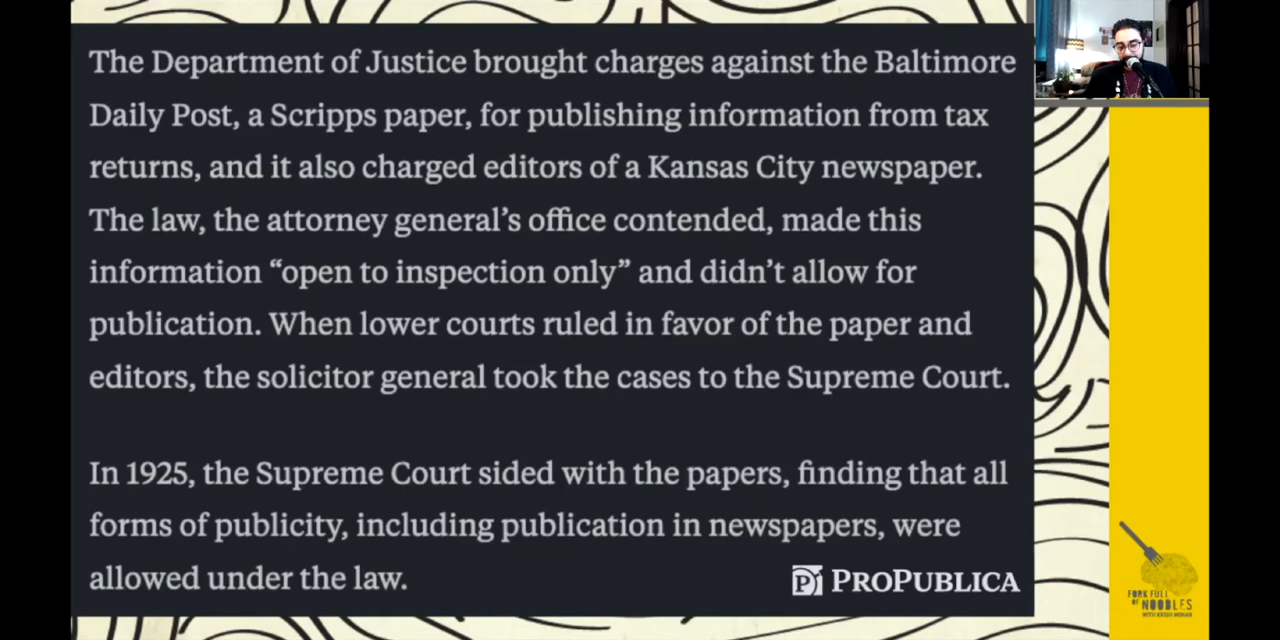 The Department of Justice brought charges against the Baltimore
Daily Post, a Scripps paper, for publishing information from tax
returns, and it also charged editors of a Kansas City newspaper.
The law, the attorney general’s office contended, made this
information “open to inspection only” and didn’t allow for
publication. When lower courts ruled in favor of the paper and
editors, the solicitor general took the cases to the Supreme Court.
In 1925, the Supreme Court sided with the papers, finding that all
forms of publicity, including publication in newspapers, were
allowed under the law.
PROPUBLICA
FORK FULL
OF NOODLES
WITH KRISH MOHAN